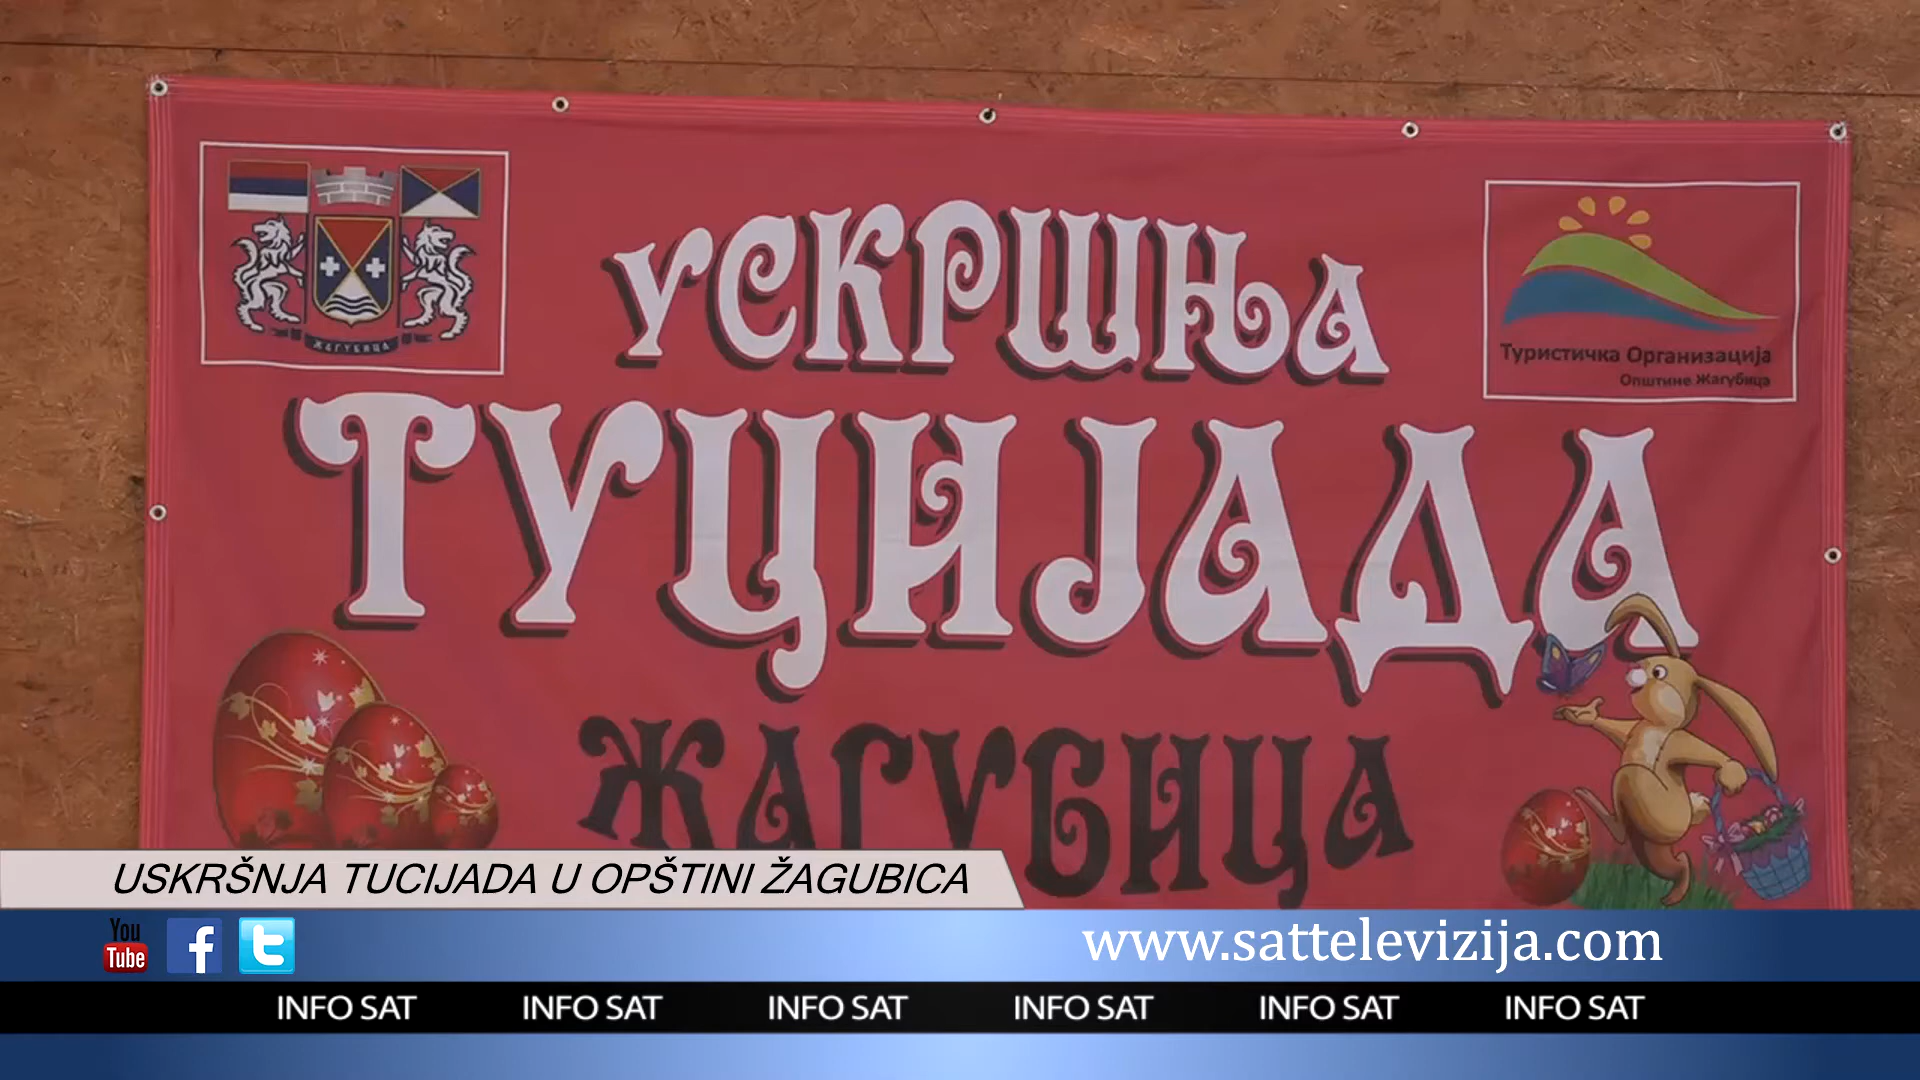 УСКРШЊА
ТУЦИЈАДА
ЖАГУБИЦА
ЖАГУБИЦА
Туристичка Организација
Општине Жагубица
USKRŠNJA TUCIJADA U OPŠTINI ŽAGUBICA
You
Tube
f
t
www.sattelevizija.com
INFO SAT INFO SAT INFO SAT INFO SAT INFO SAT INFO SAT